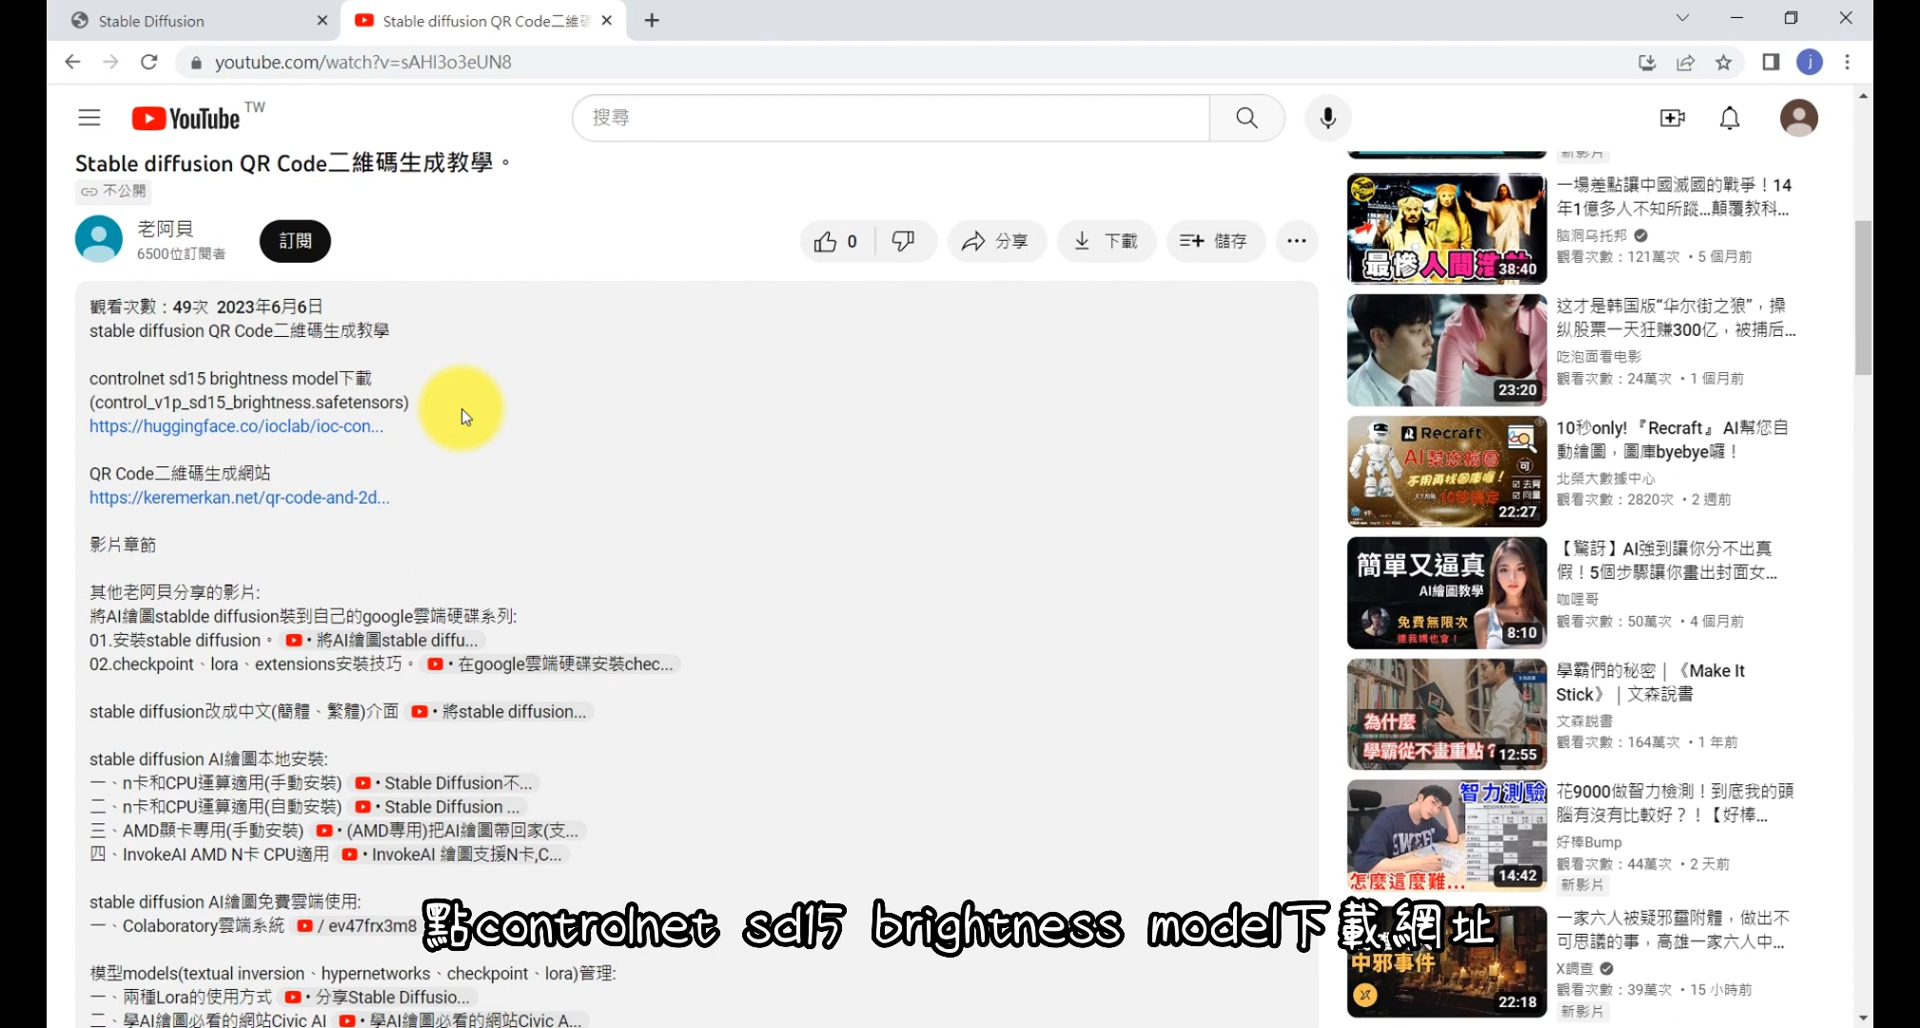 Stable Diffusion
Stable diffusion QR Code二維碼
youtube.com/watch?v=sAHI3o3eUN8
j
YouTube TW
搜尋
Stable diffusion QR Code二維碼生成教學。
不公開
老阿貝
6500位訂閱者
訂閱
0
分享
下載
儲存
觀看次數：49次 2023年6月6日
stable diffusion QR Code二維碼生成教學
controlnet sd15 brightness model下載
(control_v1p_sd15_brightness.safetensors)
https://huggingface.co/ioclab/ioc-con...
QR Code二維碼生成網站
https://keremerkan.net/qr-code-and-2d...
影片章節
其他老阿貝分享的影片:
將AI繪圖stablde diffusion裝到自己的google雲端硬碟系列:
01.安裝stable diffusion。 • 將AI繪圖stable diffu...
02.checkpoint、lora、extensions安裝技巧。 • 在google雲端硬碟安裝chec...
stable diffusion改成中文(簡體、繁體)介面 • 將stable diffusion...
stable diffusion AI繪圖本地安裝:
一、n卡和CPU運算適用(手動安裝) • Stable Diffusion不...
二、n卡和CPU運算適用(自動安裝) • Stable Diffusion ...
三、AMD顯卡專用(手動安裝) • (AMD專用)把AI繪圖帶回家(支...
四、InvokeAI AMD N卡 CPU適用 • InvokeAI 繪圖支援N卡,C...
stable diffusion AI繪圖免費雲端使用:
一、Colaboratory雲端系統 / ev47frx3m8
模型models(textual inversion、hypernetworks、checkpoint、lora)管理:
一、兩種Lora的使用方式 • 分享Stable Diffusio...
二、學AI繪圖必看的網站Civic AI • 學AI繪圖必看的網站Civic A...
點controlnet sd15 brightness model下載網址
新影片
最慘人間
38:40
一場差點讓中國滅國的戰爭！14
年1億多人不知所蹤...顛覆教科...
脑洞乌托邦
觀看次數：121萬次 • 5 個月前
23:20
这才是韩国版“华尔街之狼”，操
纵股票一天狂赚300亿，被捕后...
吃泡面看电影
觀看次數：24萬次 • 1 個月前
Recraft
不用再找圖庫囉！
可
去背
向量
22:27
10秒only!『Recraft』 AI幫您自
動繪圖，圖庫byebye囉！
北榮大數據中心
觀看次數：2820次 • 2 週前
簡單又逼真
AI繪圖教學
免費無限次
連我媽也會！
8:10
【驚訝】AI強到讓你分不出真
假！5個步驟讓你畫出封面女...
咖哩哥
觀看次數：50萬次 • 4 個月前
為什麼
學霸從不畫重點？
12:55
學霸們的秘密｜《Make It
Stick》｜文森說書
文森說書
觀看次數：164萬次 • 1 年前
智力測驗
怎麼這麼難...
14:42
花9000做智力檢測！到底我的頭
腦有沒有比較好？！【好棒...
好棒Bump
觀看次數：44萬次 • 2 天前
新影片
中邪事件
22:18
一家六人被疑邪靈附體，做出不
可思議的事，高雄一家六人中...
X調查
觀看次數：39萬次 • 15 小時前
新影片